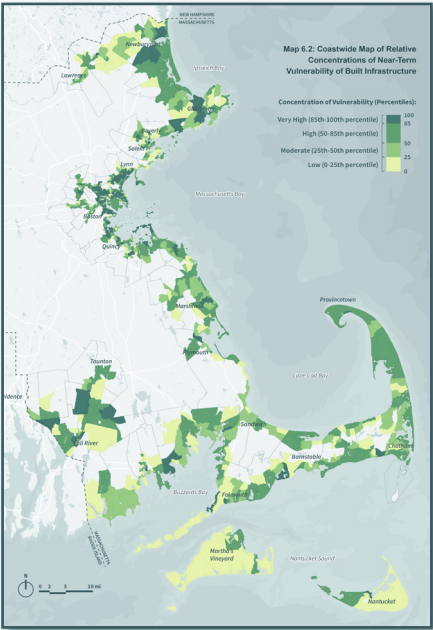 NEW HAMPSHIRE
MASSACHUSETTS
Map 6.2: Coastwide Map of Relative
Concentrations of Near-Term
Vulnerability of Built Infrastructure
Newburyport
Ipswich Bay
Lawrence
Concentration of Vulnerability (Percentiles):
Very High (85th-100th percentile)
100
85
High (50-85th percentile)
50
Moderate (25th-50th percentile)
25
Low (0-25th percentile)
0
Salem
Lynn
Massachusetts Bay
Boston
Quincy
Provincetown
Marshfield
Plymouth
Cape Cod Bay
Taunton
idence
Sandwich
Chatham
Fall River
Barnstable
Buzzards Bay
Falmouth
MASSACHUSETTS
RHODE ISLAND
Martha's
Vineyard
Nantucket Sound
Nantucket
N
0 2 5 10 mi